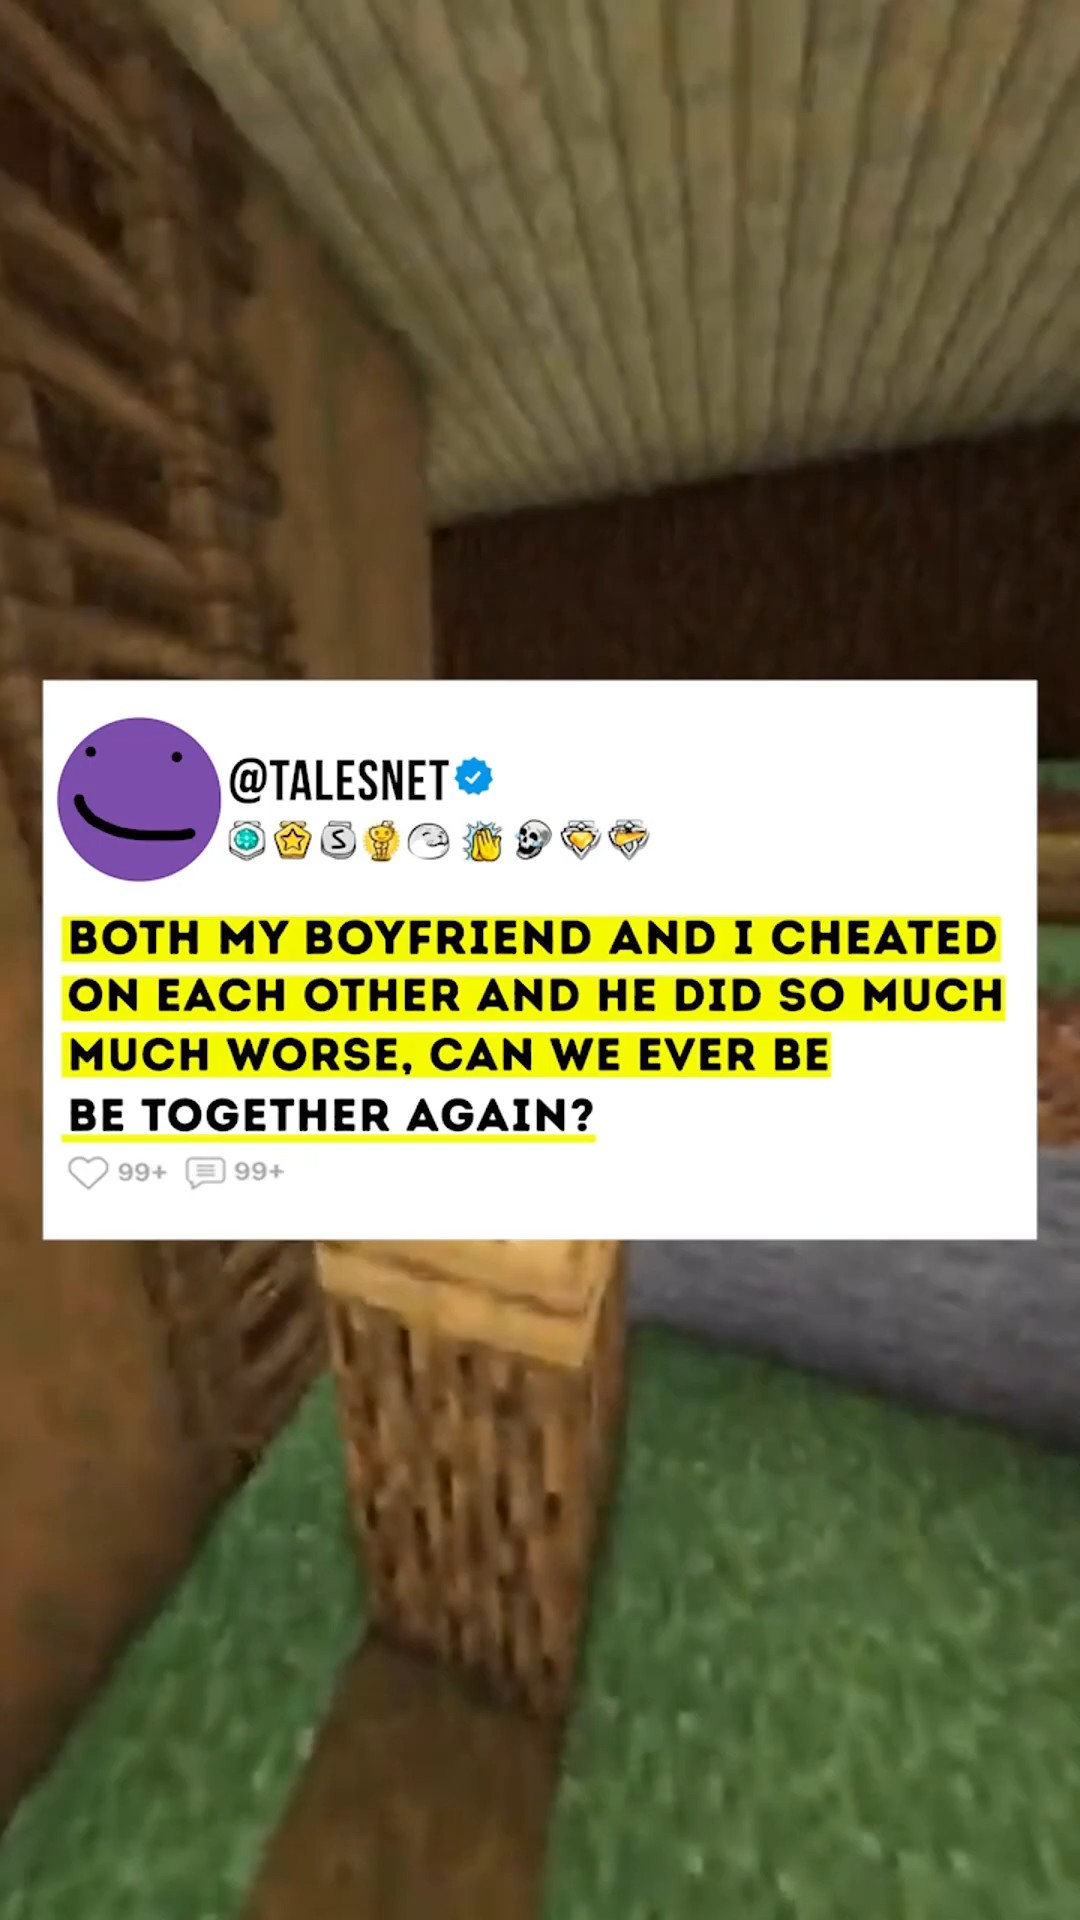 @TALESNET
BOTH MY BOYFRIEND AND I CHEATED
ON EACH OTHER AND HE DID SO MUCH
MUCH WORSE, CAN WE EVER BE
BE TOGETHER AGAIN?
99+ 99+